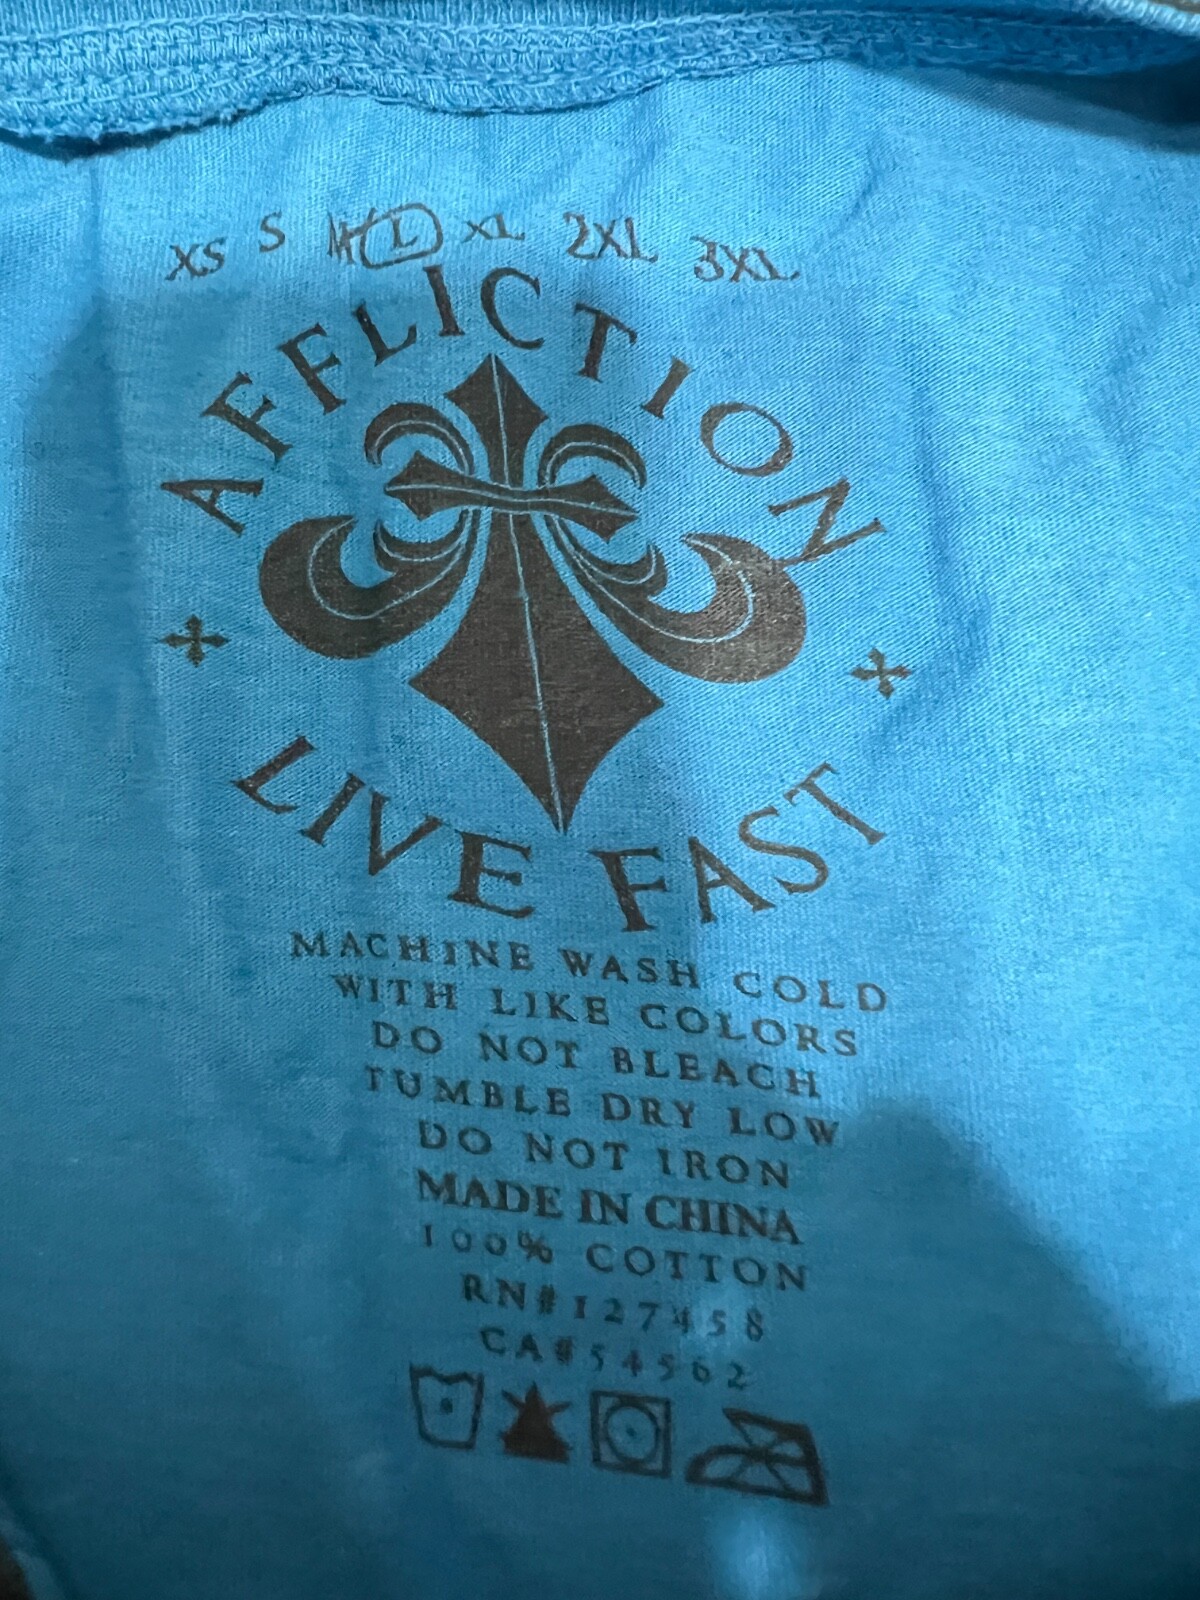 XS S M L XL 2XL 3XL
AFFLICTION
LIVE FAST
MACHINE WASH COLD
WITH LIKE COLORS
DO NOT BLEACH
TUMBLE DRY LOW
DO NOT IRON
MADE IN CHINA
100% COTTON
RN#127458
CA#54562